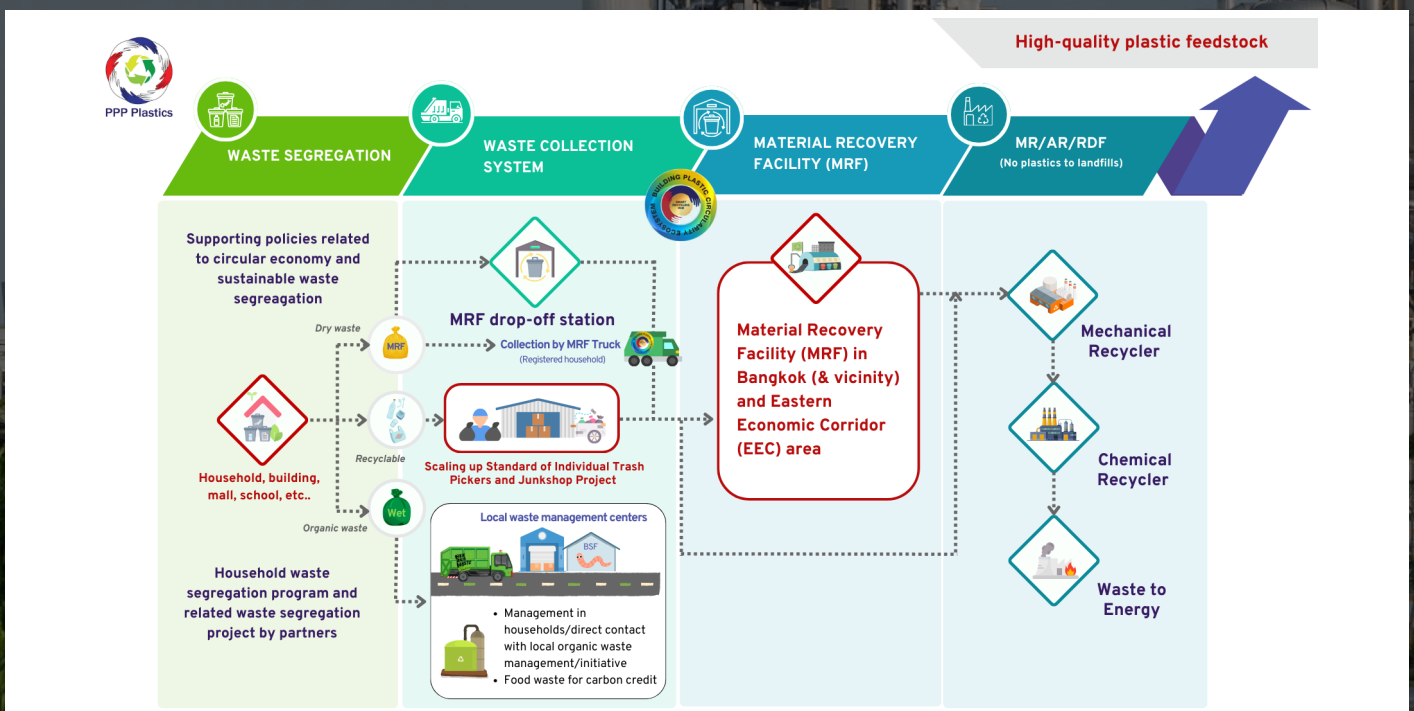 High-quality plastic feedstock
PPP Plastics
WASTE SEGREGATION
WASTE COLLECTION
SYSTEM
MATERIAL RECOVERY
FACILITY (MRF)
MR/AR/RDF
(No plastics to landfills)
BUILDING PLASTIC CIRCULARITY ECOSYSTEM
Supporting policies related
to circular economy and
sustainable waste
segreagation
Dry waste
MRF
Household, building,
mall, school, etc..
Recyclable
Organic waste
Wet
Household waste
segregation program and
related waste segregation
project by partners
MRF drop-off station
Collection by MRF Truck
(Registered household)
Scaling up Standard of Individual Trash
Pickers and Junkshop Project
Local waste management centers
BSF
• Management in
households/direct contact
with local organic waste
management/initiative
• Food waste for carbon credit
Material Recovery
Facility (MRF) in
Bangkok (& vicinity)
and Eastern
Economic Corridor
(EEC) area
Mechanical
Recycler
Chemical
Recycler
Waste to
Energy